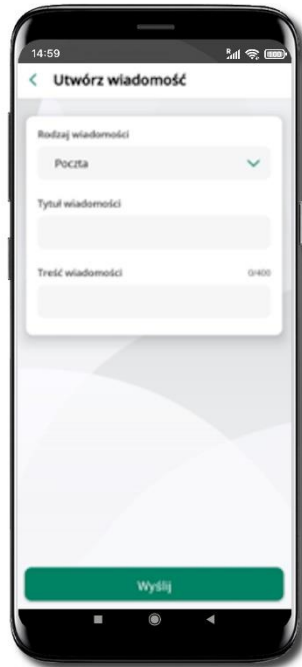 14:59
Utwórz wiadomość
Rodzaj wiadomości
Poczta
Tytuł wiadomości
Treść wiadomości 0/400
Wyślij